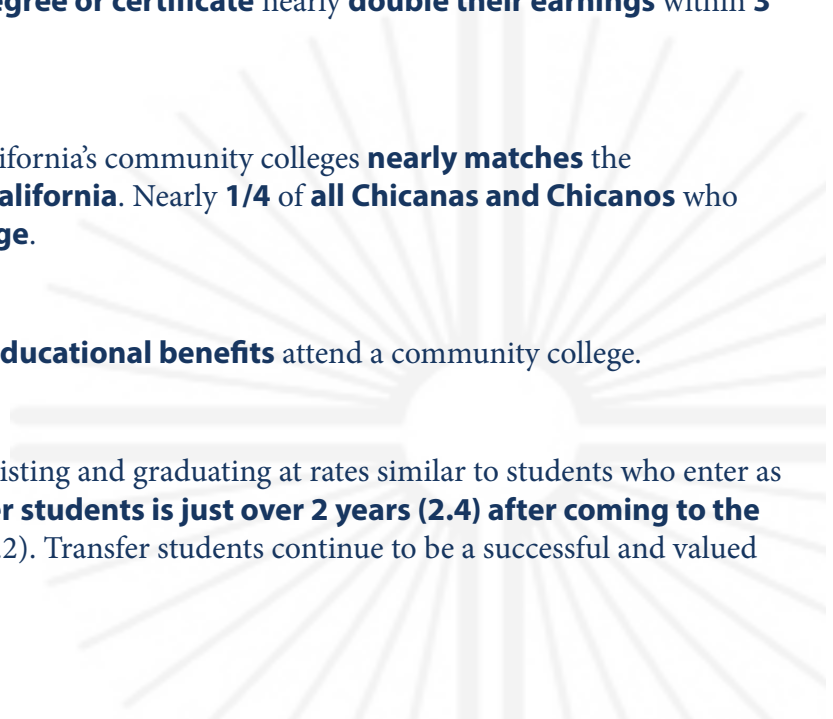 egree or certificate nearly double their earnings within 3
ifornia's community colleges nearly matches the
alifornia. Nearly 1/4 of all Chicanas and Chicanos who
ge.
ducational benefits attend a community college.
isting and graduating at rates similar to students who enter as
r students is just over 2 years (2.4) after coming to the
.2). Transfer students continue to be a successful and valued